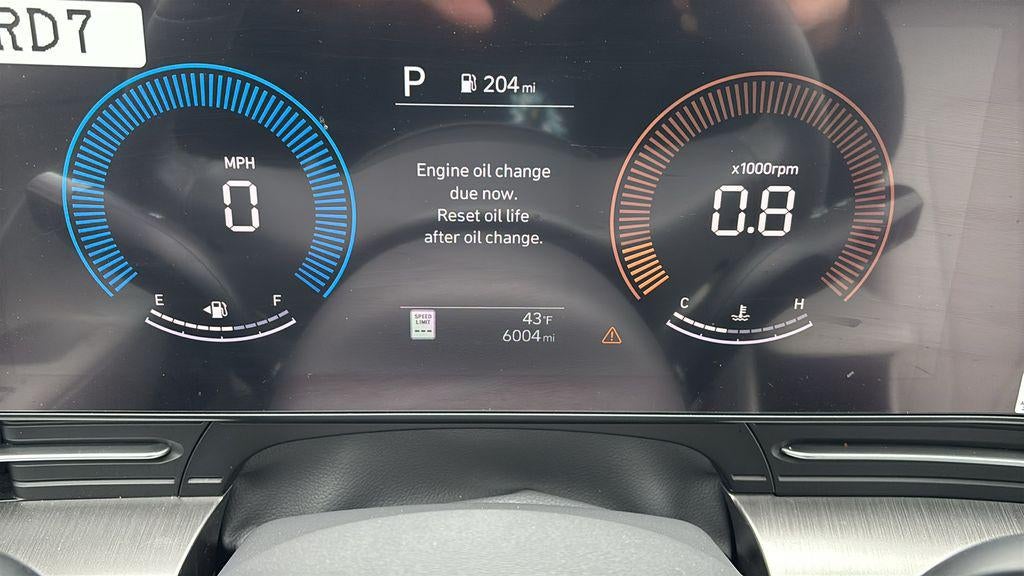 RD7
P 204 mi
MPH
0
E F
Engine oil change
due now.
Reset oil life
after oil change.
SPEED
LIMIT
---
43°F
6004 mi
x1000rpm
0.8
C H